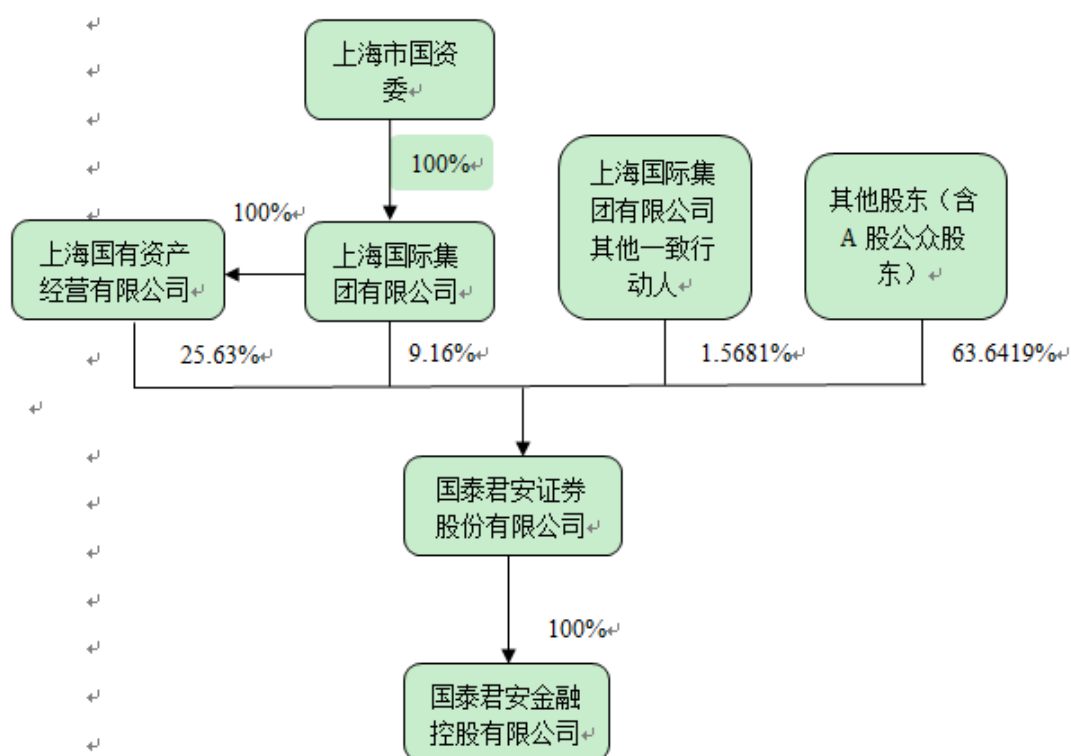 上海市国资
委
100%
上海国际集
团有限公司
其他一致行
动人
其他股东（含
A 股公众股
东）
100%
上海国有资产
经营有限公司
上海国际集
团有限公司
25.63%
9.16%
1.5681%
63.6419%
国泰君安证券
股份有限公司
100%
国泰君安金融
控股有限公司